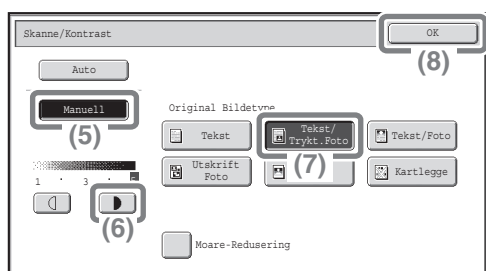 Skanne/Kontrast
OK
(8)
Auto
Manuell
(5)
Original Bildetype
Tekst
Tekst/
Trykt.Foto
Tekst/Foto
(7)
Utskrift
Foto
Kartlegge
1 · 3 ·
(6)
Moare-Redusering